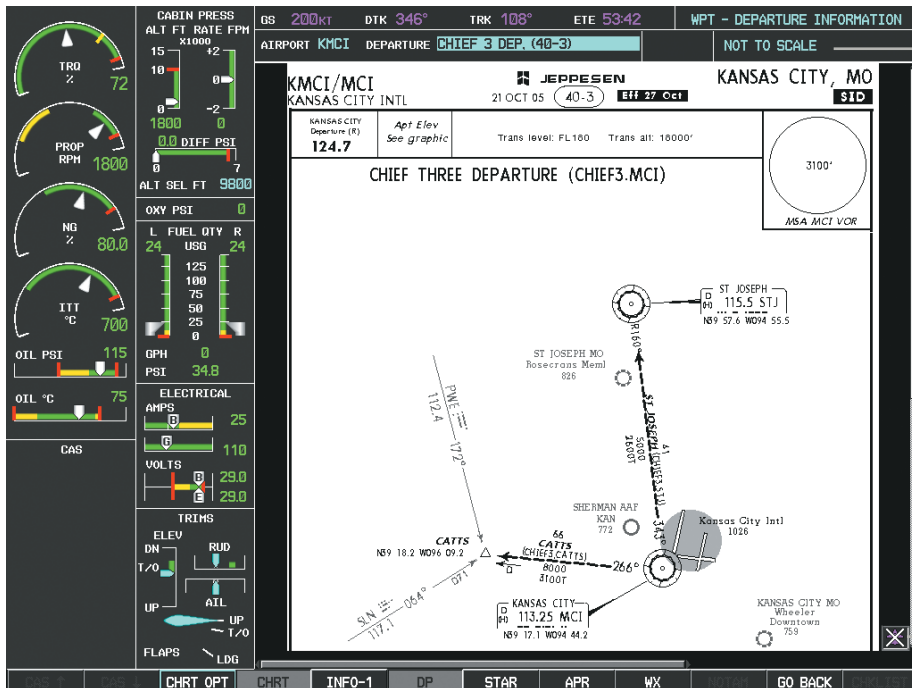 GS 200KT DTK 346° TRK 108° ETE 53:42 WPT - DEPARTURE INFORMATION
AIRPORT KMCI DEPARTURE CHIEF 3 DEP. (40-3) NOT TO SCALE
TRQ
%
72
PROP
RPM
1800
NG
%
80.0
ITT
°C
700
OIL PSI 115
OIL °C 75
CAS
CABIN PRESS
ALT FT RATE FPM
X1000
15 +2
10
0
0 -2
1800 0
0.0 DIFF PSI
0 7
ALT SEL FT 9800
OXY PSI 0
L FUEL QTY R
24 USG 24
125
100
75
50
25
0
GPH 0
PSI 34.8
ELECTRICAL
AMPS
B 25
G 110
VOLTS
B 29.0
E 29.0
TRIMS
ELEV
DN RUD
T/O
UP AIL
UP
T/O
FLAPS LDG
KMCI/MCI JEPPESEN KANSAS CITY, MO
KANSAS CITY INTL 21 OCT 05 40-3 Eff 27 Oct SID
KANSAS CITY
Departure (R)
124.7
Apt Elev
See graphic
Trans level: FL180 Trans alt: 18000'
3100'
MSA MCI VOR
CHIEF THREE DEPARTURE (CHIEF3.MCI)
ST JOSEPH
D
(H) 115.5 STJ
N39 57.6 W094 55.5
R160°
ST JOSEPH MO
Rosecrans Meml
826
PWE
112.4
172°
ST JOSEPH (CHIEF3.STJ)
41
5000
2600T
343°
SHERMAN AAF
KAN
772
Kansas City Intl
1026
CATTS
N39 18.2 W096 09.2
66
CATTS
(CHIEF3.CATTS)
8000
3100T
266°
D
SLN
117.1
064°
D71
KANSAS CITY
D
(H) 113.25 MCI
N39 17.1 W094 44.2
KANSAS CITY MO
Wheeler
Downtown
759
CAS ↑ CAS ↓ CHRT OPT CHRT INFO-1 DP STAR APR WX NOTAM GO BACK CHKLIST